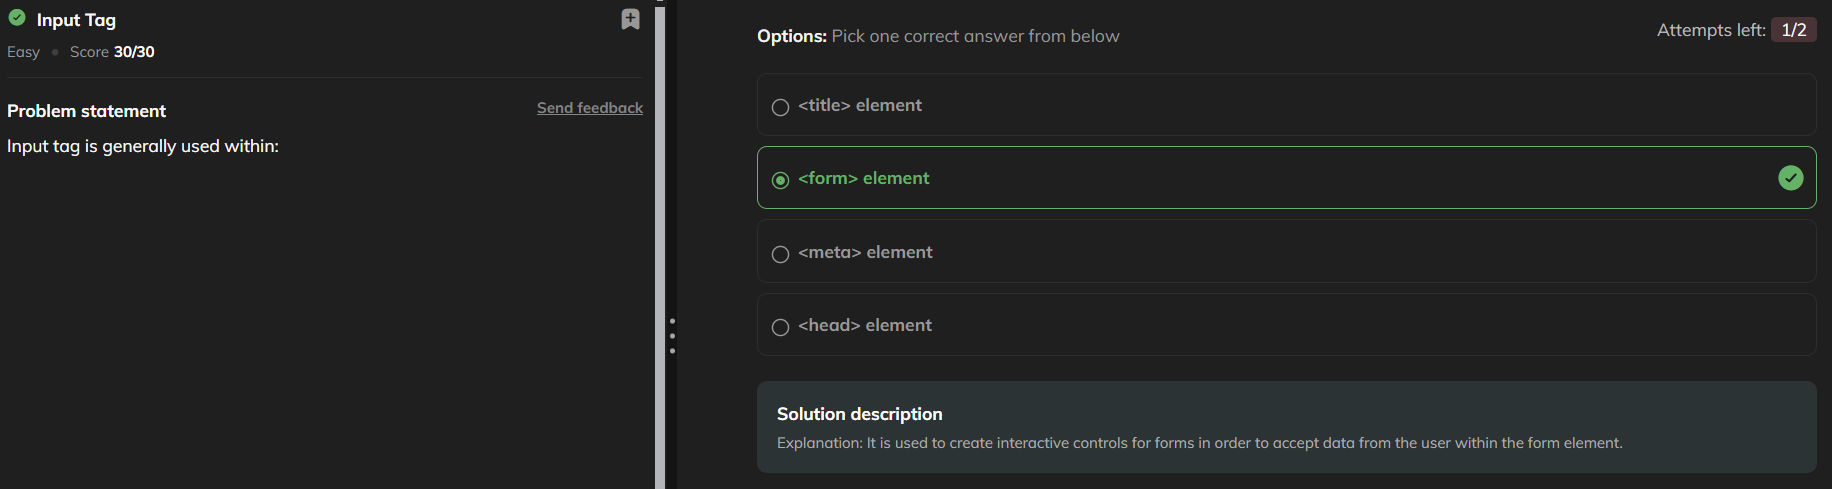 Input Tag
Easy • Score 30/30
Problem statement
Send feedback
Input tag is generally used within:
Options: Pick one correct answer from below
Attempts left: 1/2
<title> element
<form> element
<meta> element
<head> element
Solution description
Explanation: It is used to create interactive controls for forms in order to accept data from the user within the form element.